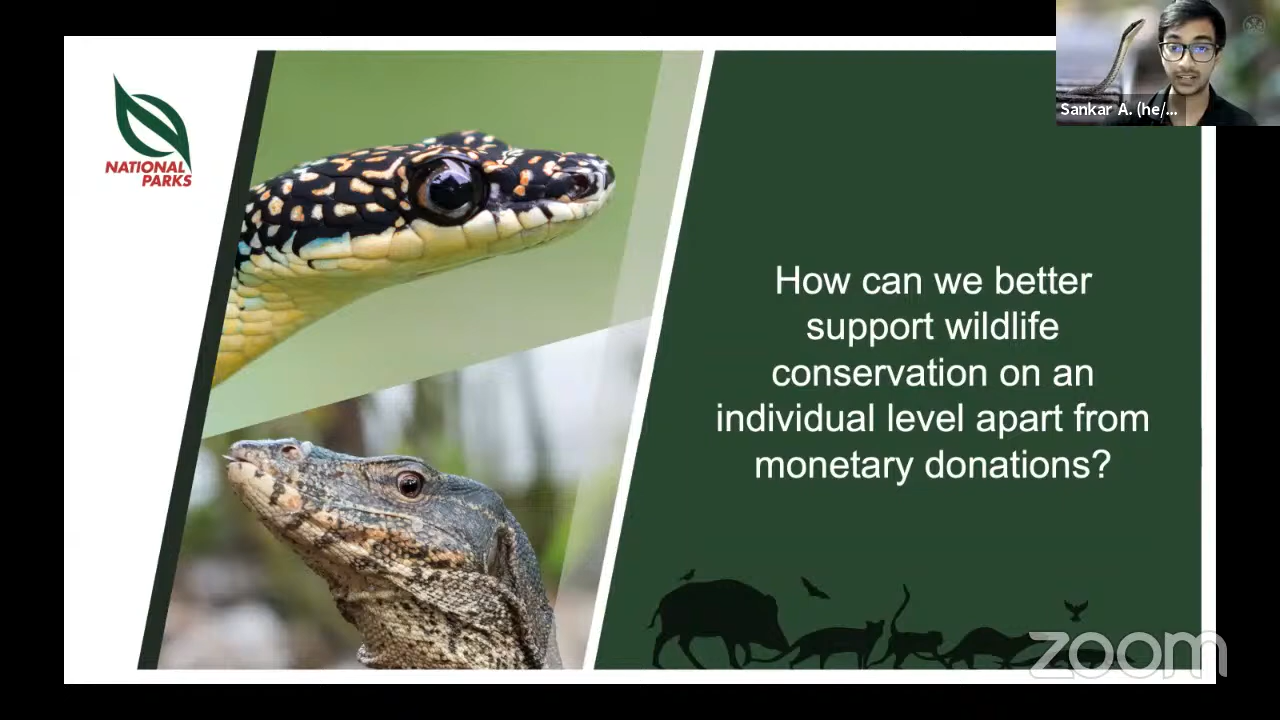 NATIONAL
PARKS
Sankar A. (he/...
How can we better
support wildlife
conservation on an
individual level apart from
monetary donations?
zoom